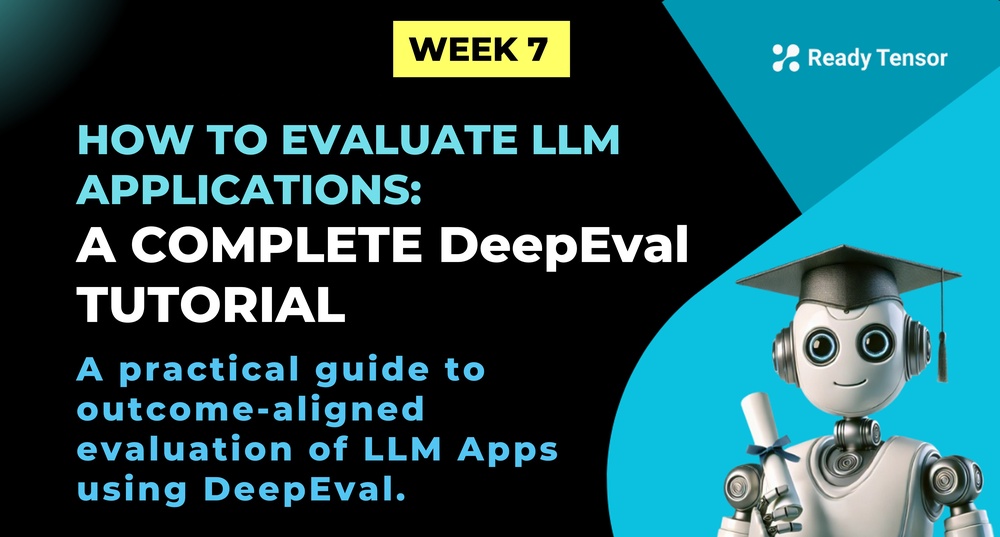 WEEK 7
Ready Tensor
HOW TO EVALUATE LLM
APPLICATIONS:
A COMPLETE DeepEval
TUTORIAL
A practical guide to
outcome-aligned
evaluation of LLM Apps
using DeepEval.